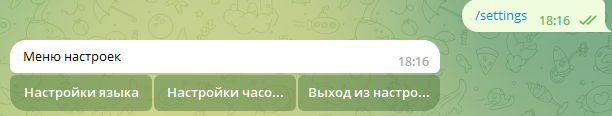 /settings 18:16
Меню настроек
18:16
Настройки языка Настройки часо... Выход из настро...